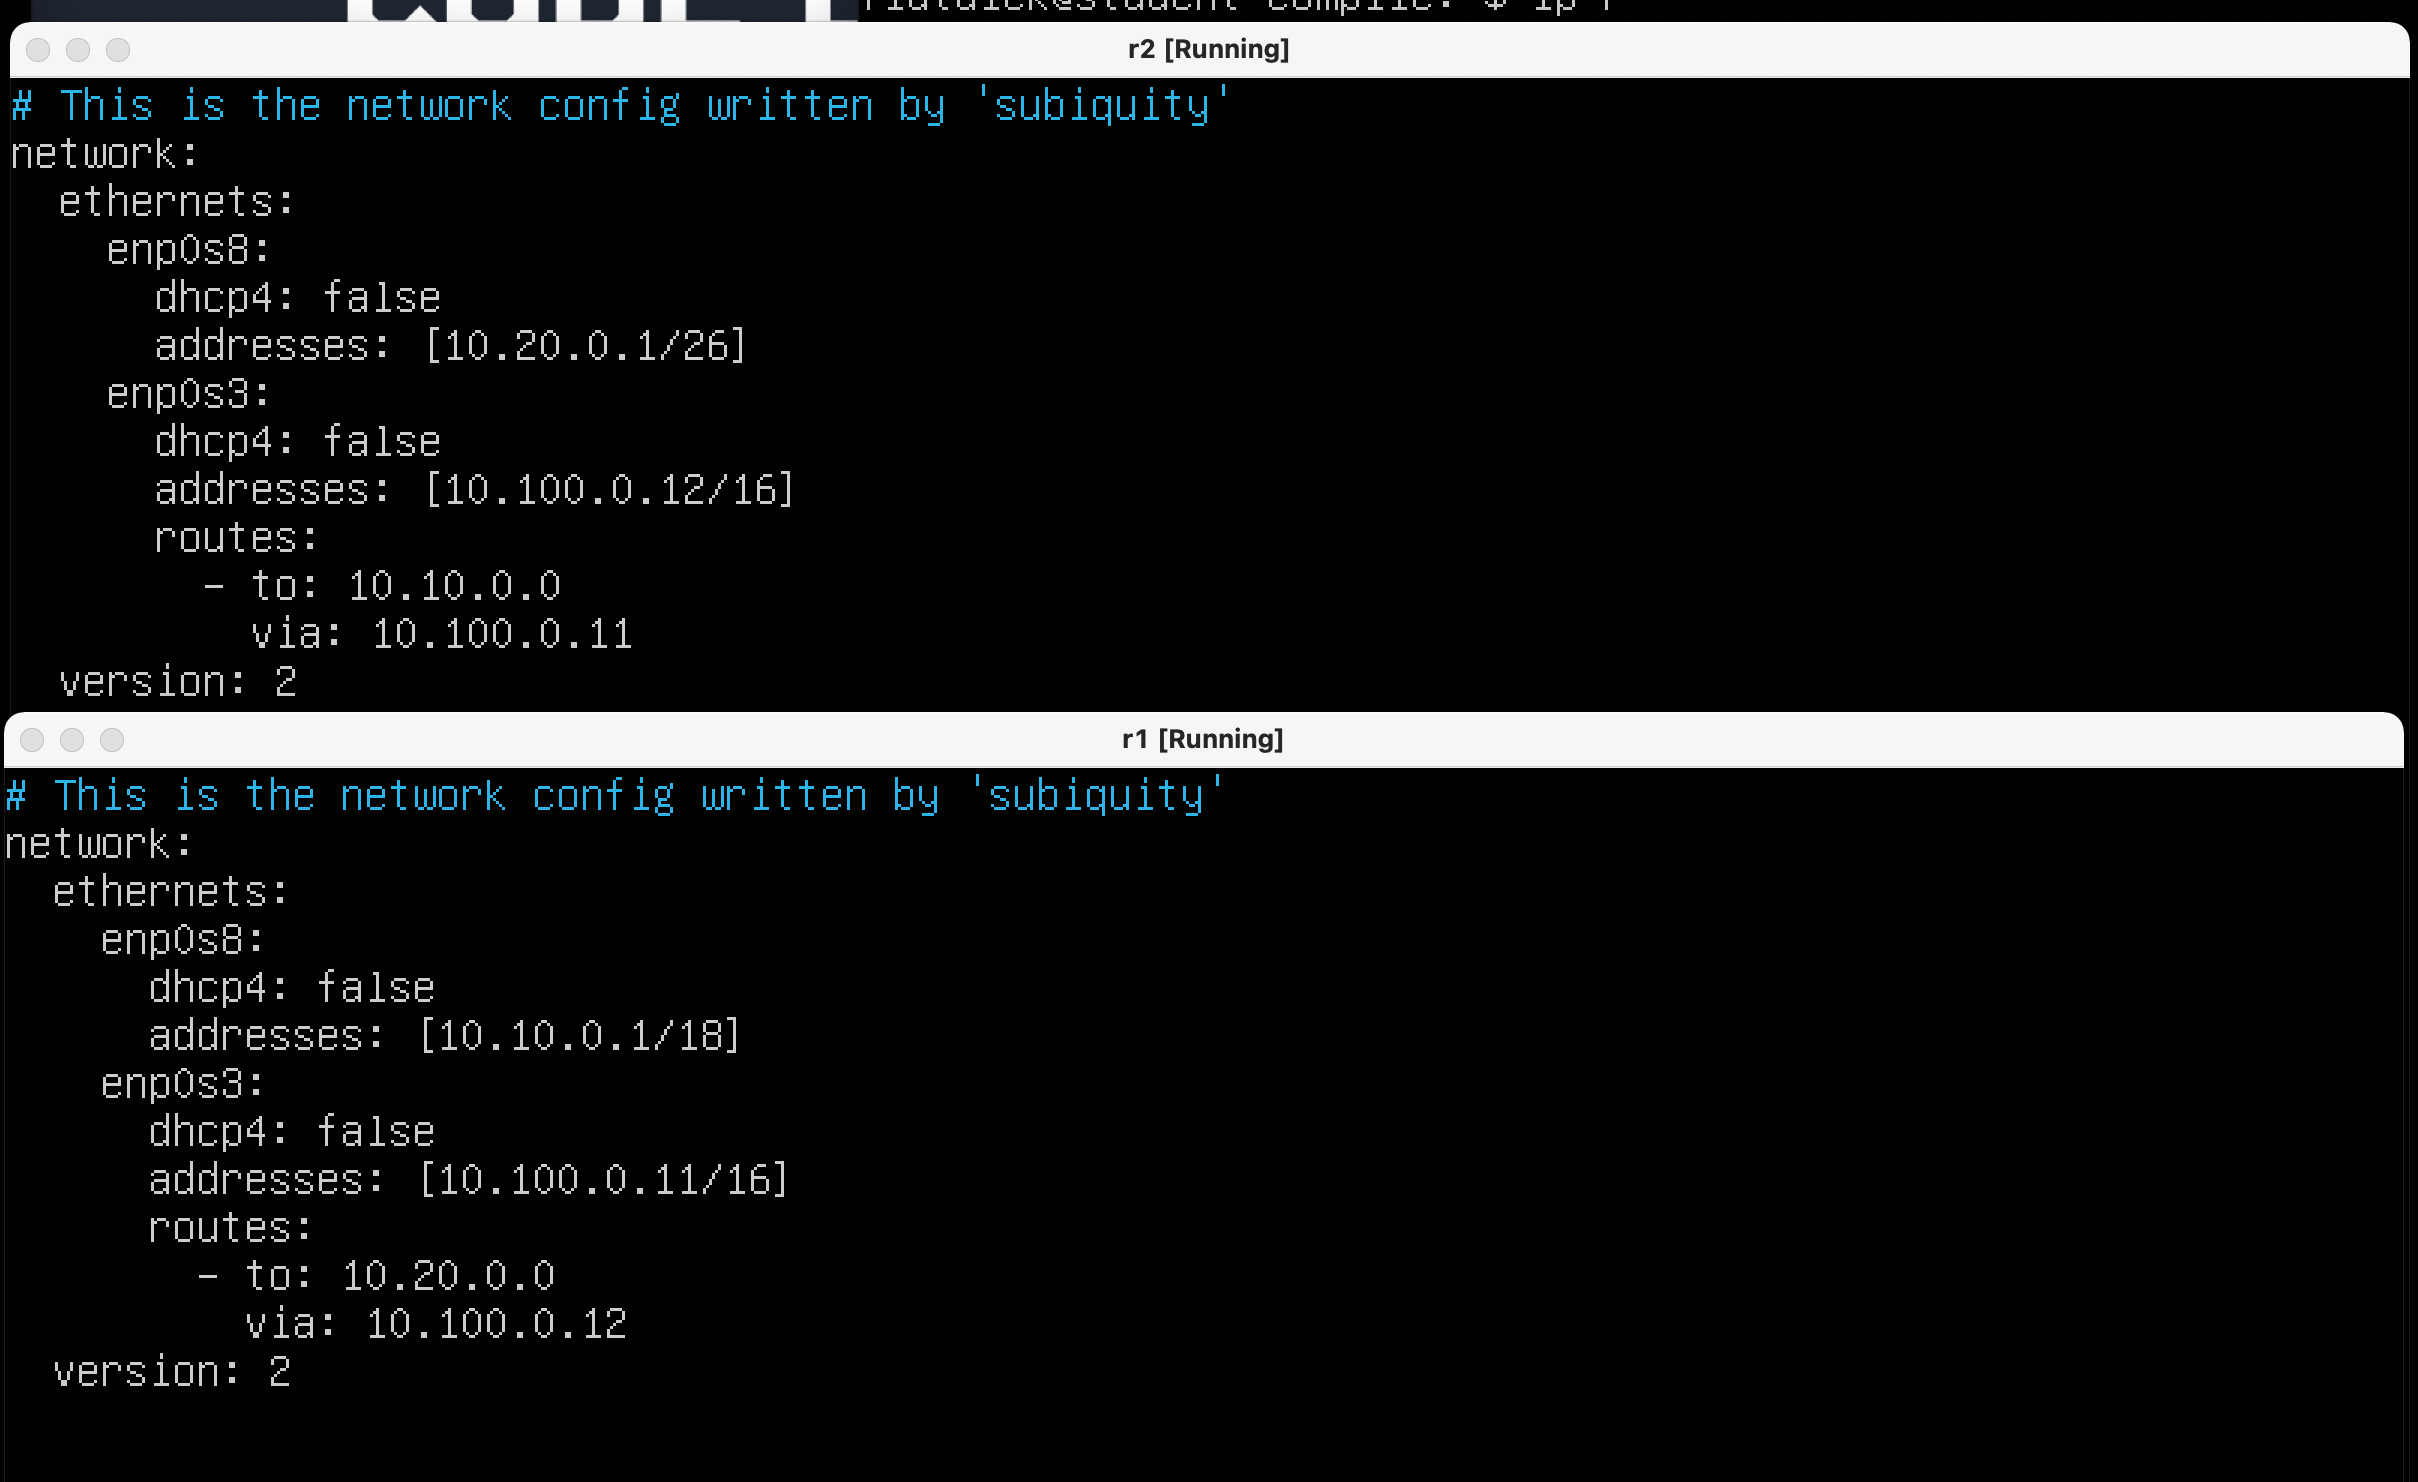 r2 [Running]
# This is the network config written by 'subiquity'
network:
  ethernets:
    enp0s8:
      dhcp4: false
      addresses: [10.20.0.1/26]
    enp0s3:
      dhcp4: false
      addresses: [10.100.0.12/16]
      routes:
        - to: 10.10.0.0
          via: 10.100.0.11
  version: 2
r1 [Running]
# This is the network config written by 'subiquity'
network:
  ethernets:
    enp0s8:
      dhcp4: false
      addresses: [10.10.0.1/18]
    enp0s3:
      dhcp4: false
      addresses: [10.100.0.11/16]
      routes:
        - to: 10.20.0.0
          via: 10.100.0.12
  version: 2